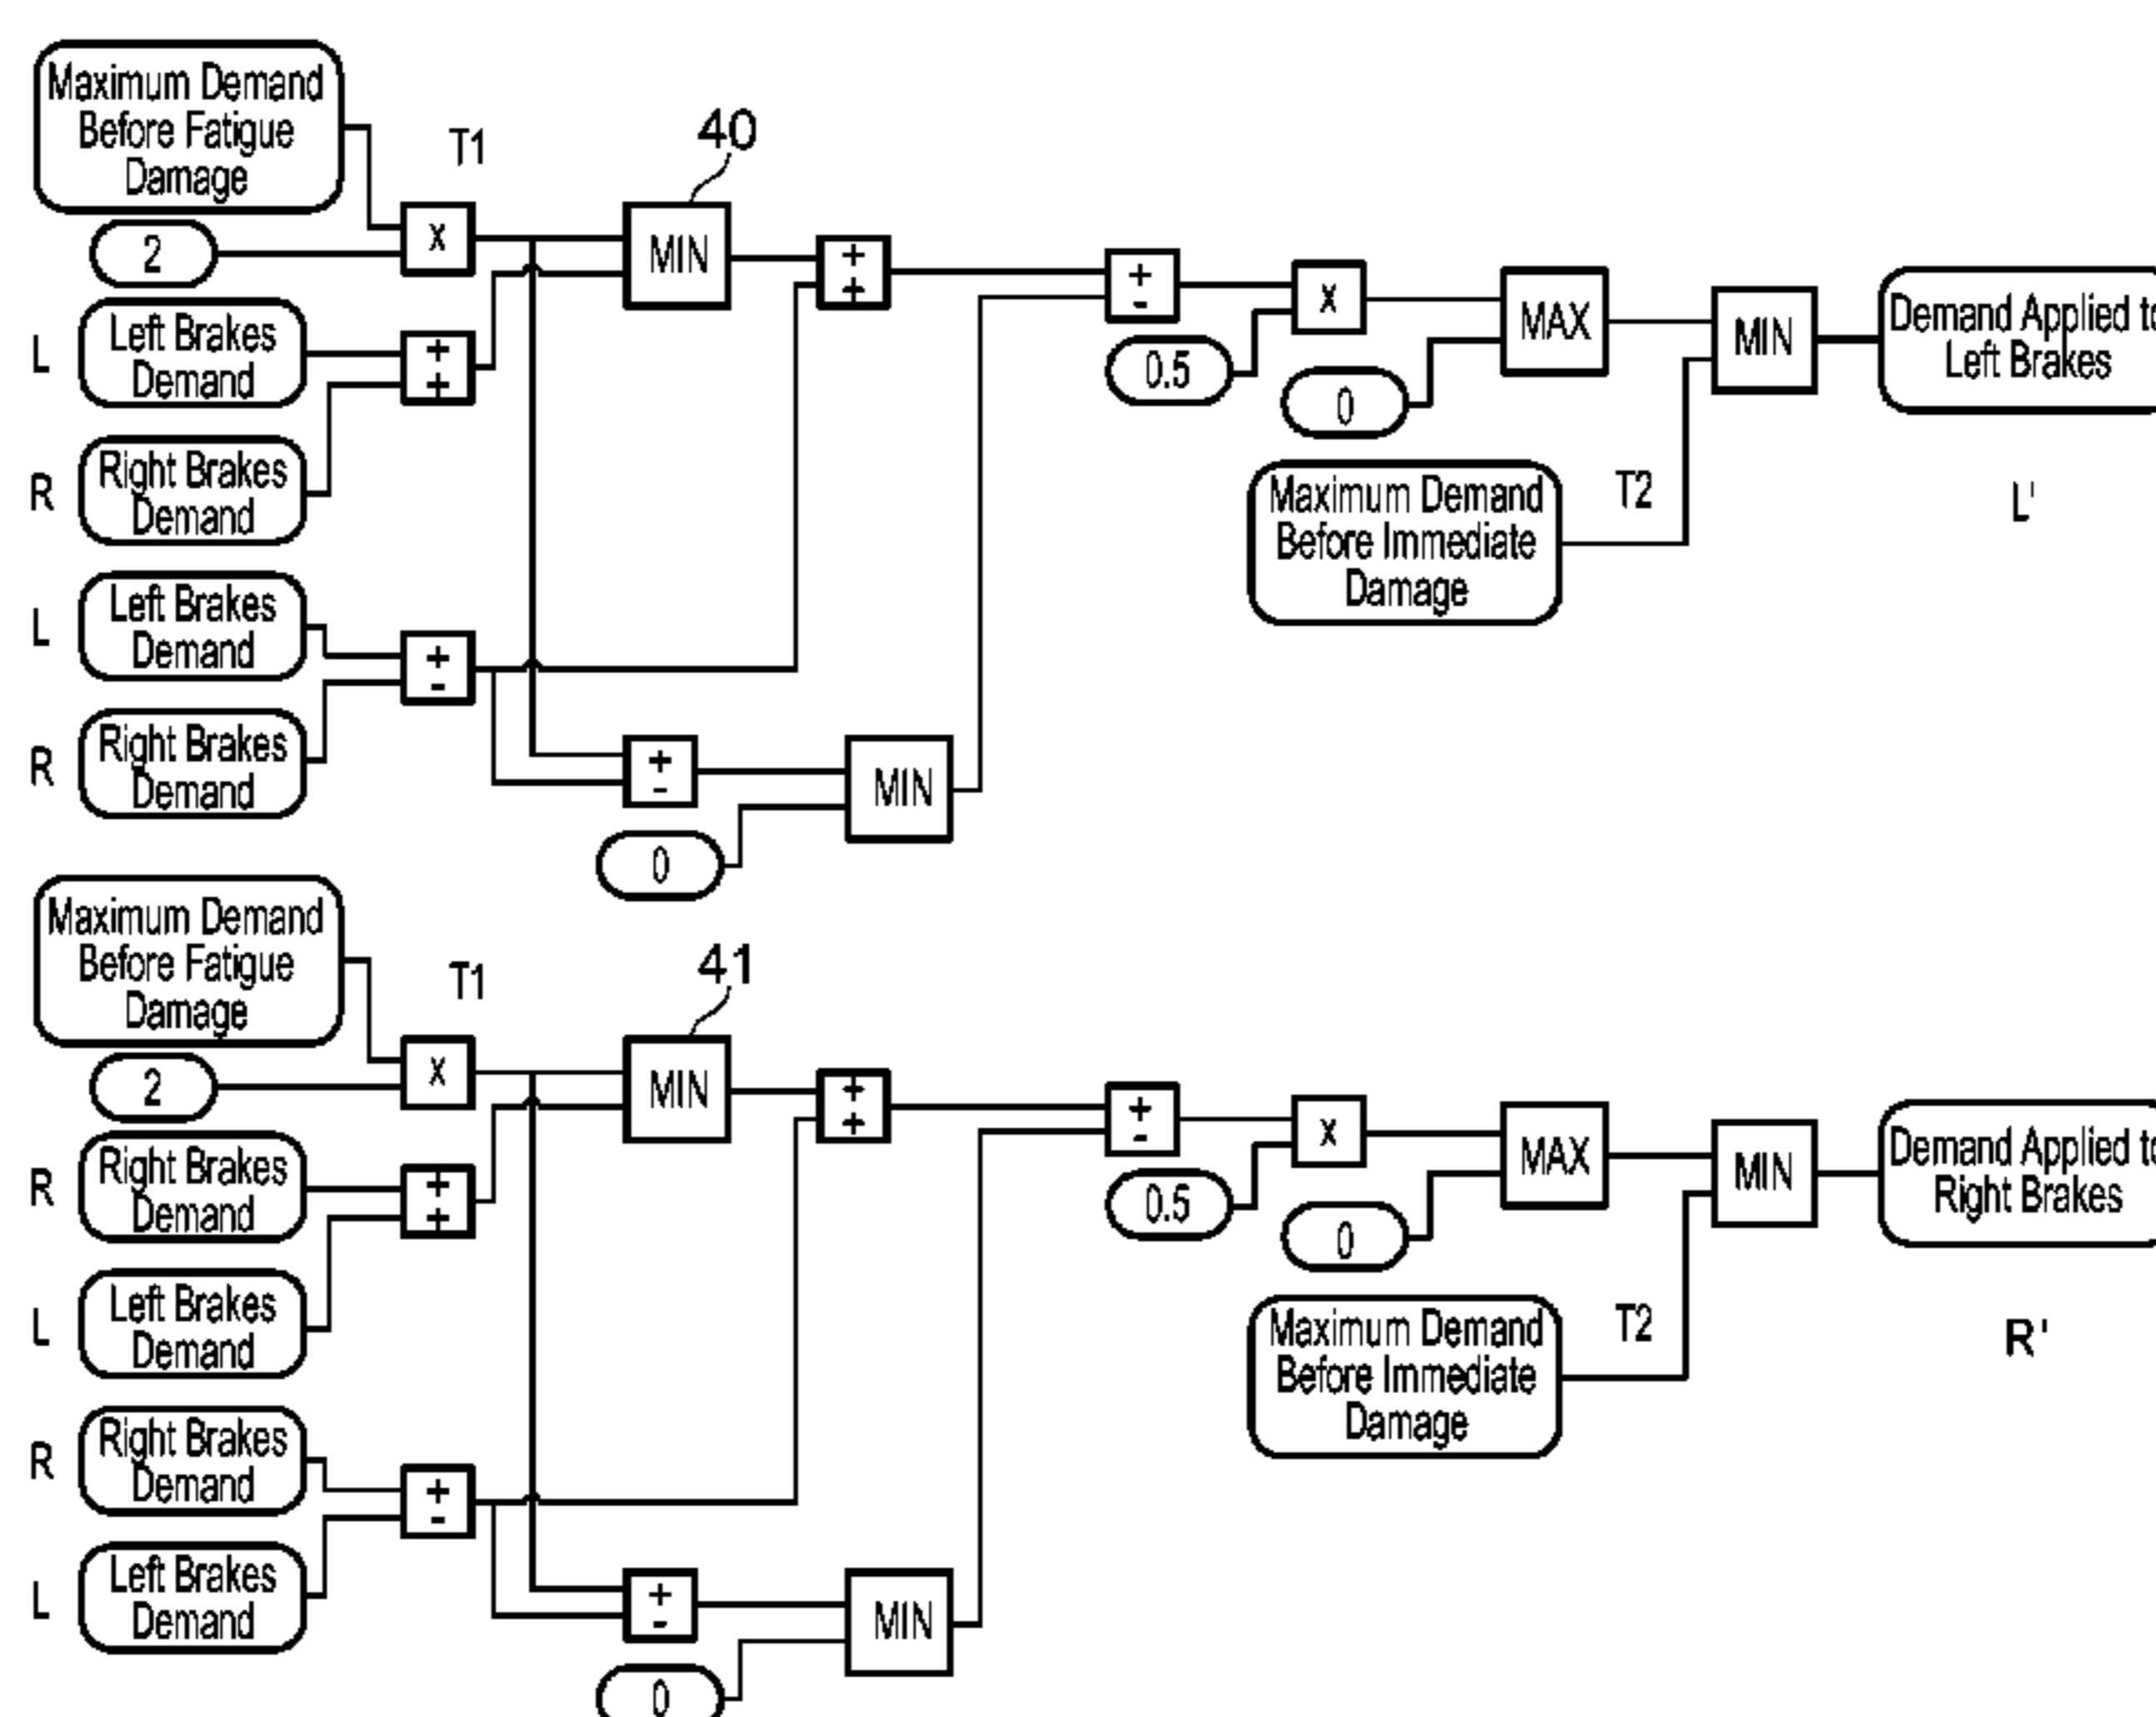 Maximum Demand
Before Fatigue
Damage
T1
40
2
x
MIN
+
+
L
Left Brakes
Demand
+
+
R
Right Brakes
Demand
+
-
0.5
x
0
MAX
MIN
Demand Applied to
Left Brakes
Maximum Demand
Before Immediate
Damage
T2
L'
L
Left Brakes
Demand
+
-
R
Right Brakes
Demand
+
-
MIN
0
Maximum Demand
Before Fatigue
Damage
T1
41
2
x
MIN
+
+
R
Right Brakes
Demand
+
+
L
Left Brakes
Demand
+
-
0.5
x
0
MAX
MIN
Demand Applied to
Right Brakes
Maximum Demand
Before Immediate
Damage
T2
R'
R
Right Brakes
Demand
+
-
L
Left Brakes
Demand
+
-
MIN
0